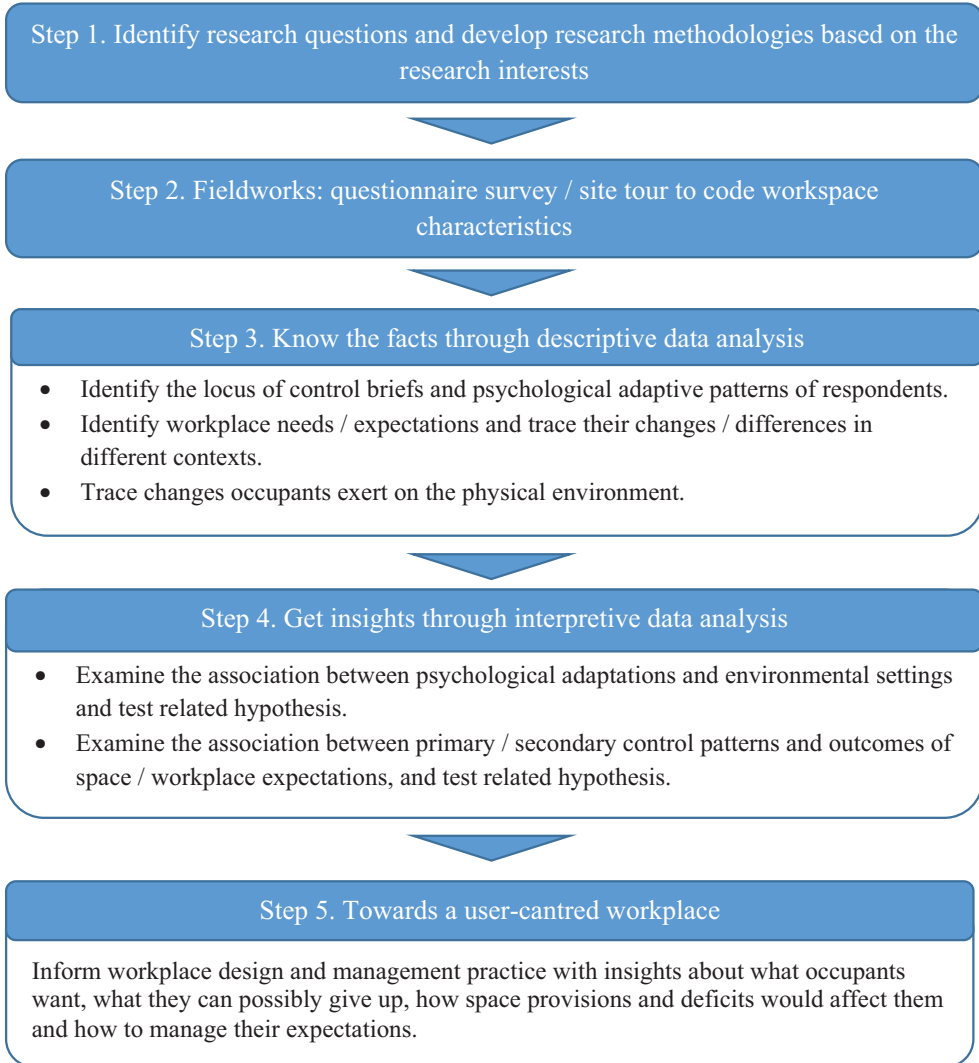 Step 1. Identify research questions and develop research methodologies based on the
research interests
Step 2. Fieldworks: questionnaire survey / site tour to code workspace
characteristics
Step 3. Know the facts through descriptive data analysis
• Identify the locus of control briefs and psychological adaptive patterns of respondents.
• Identify workplace needs / expectations and trace their changes / differences in
different contexts.
• Trace changes occupants exert on the physical environment.
Step 4. Get insights through interpretive data analysis
• Examine the association between psychological adaptations and environmental settings
and test related hypothesis.
• Examine the association between primary / secondary control patterns and outcomes of
space / workplace expectations, and test related hypothesis.
Step 5. Towards a user-cantred workplace
Inform workplace design and management practice with insights about what occupants
want, what they can possibly give up, how space provisions and deficits would affect them
and how to manage their expectations.